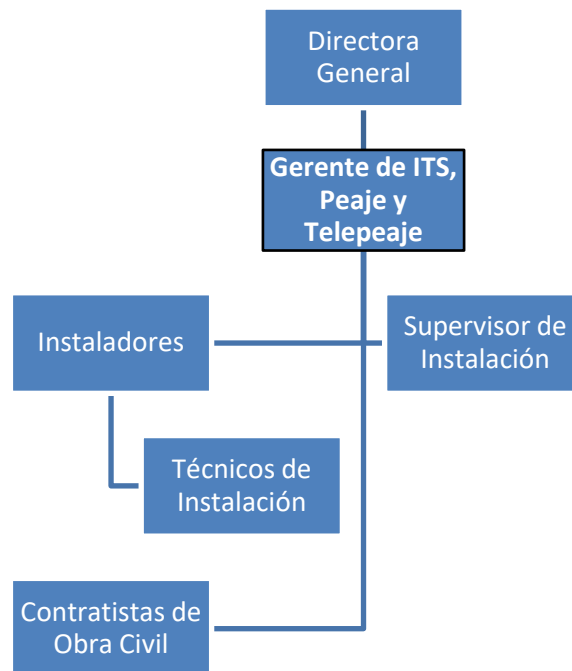 Directora
General
Gerente de ITS,
Peaje y
Telepeaje
Instaladores
Supervisor de
Instalación
Técnicos de
Instalación
Contratistas de
Obra Civil